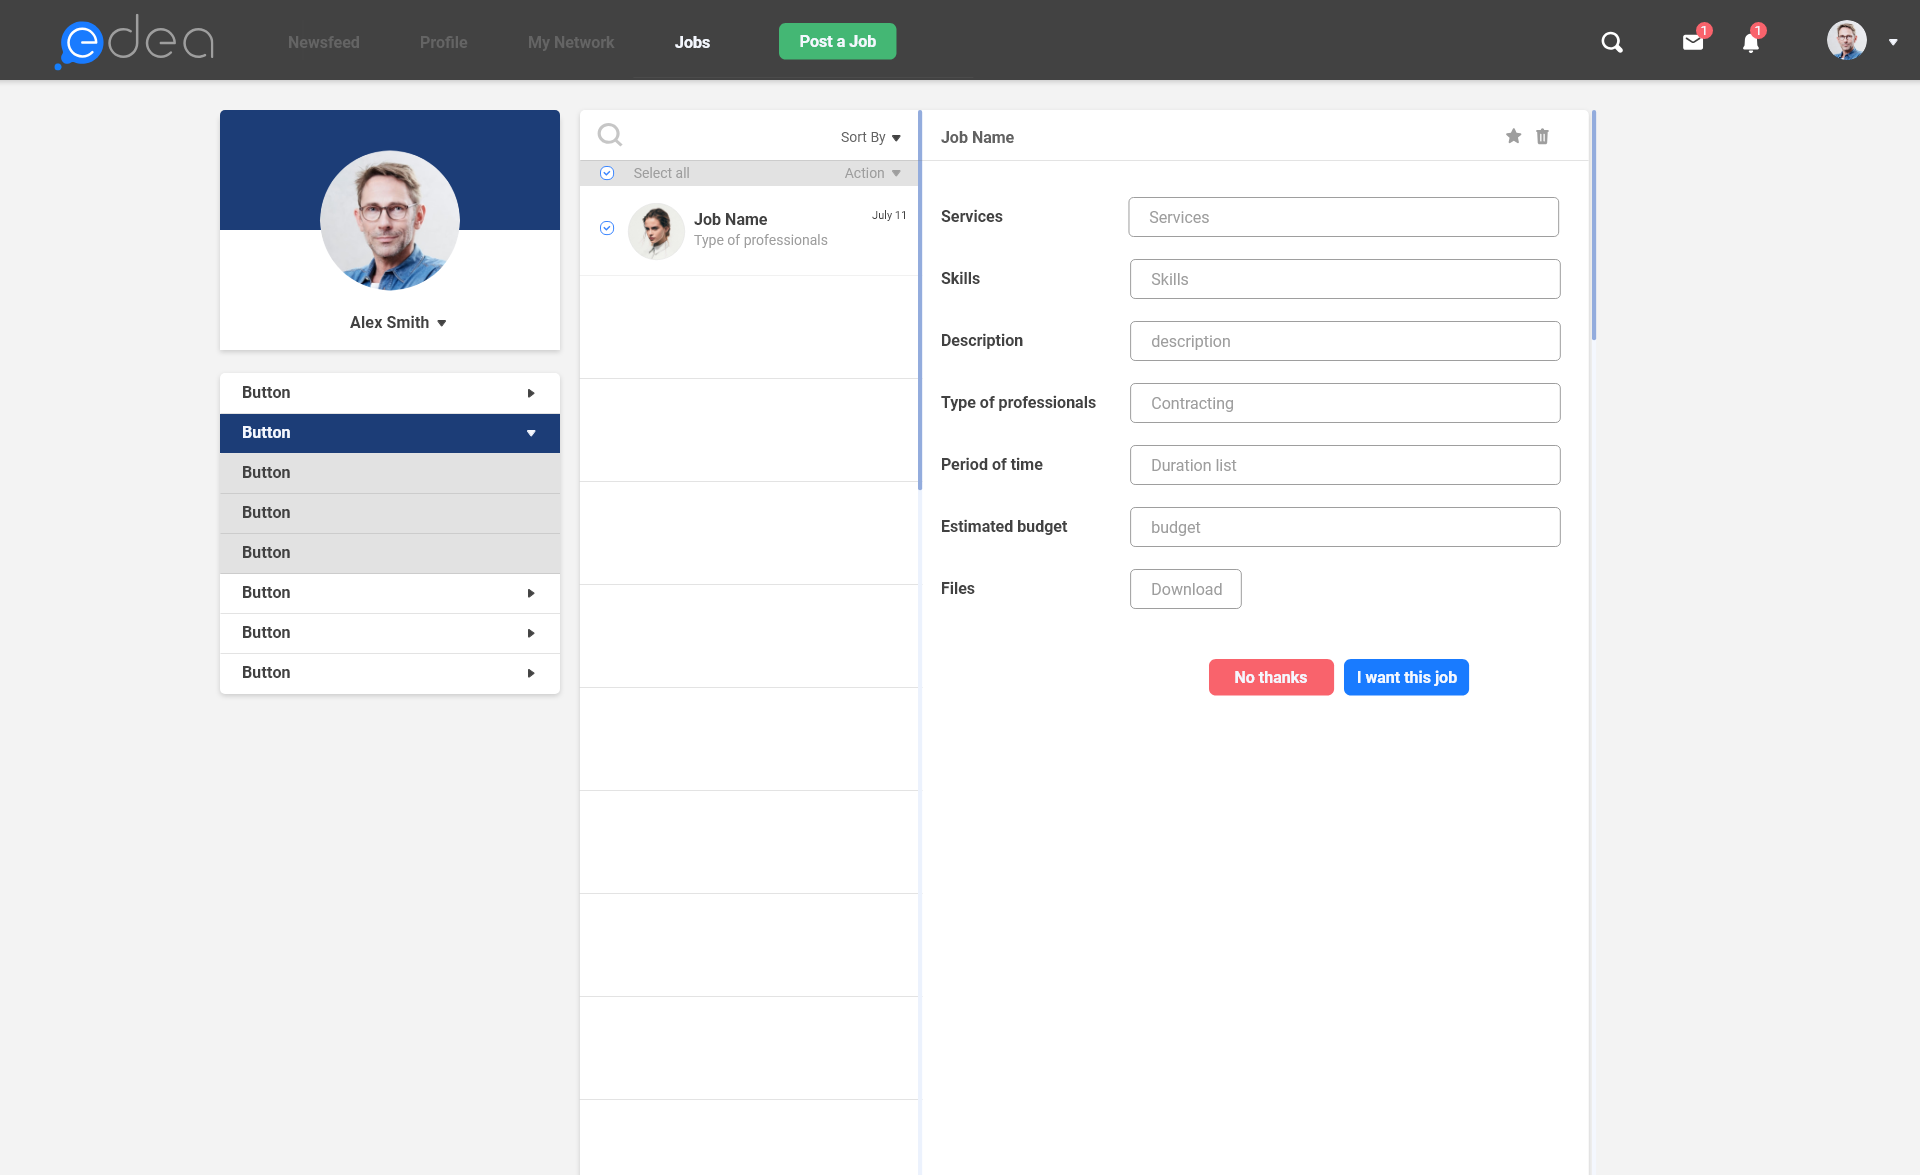 edea
Newsfeed
Profile
My Network
Jobs
Post a Job
1
1
Alex Smith
Button
Button
Button
Button
Button
Button
Button
Button
Sort By
Select all
Action
Job Name
July 11
Type of professionals
Job Name
Services
Services
Skills
Skills
Description
description
Type of professionals
Contracting
Period of time
Duration list
Estimated budget
budget
Files
Download
No thanks
I want this job